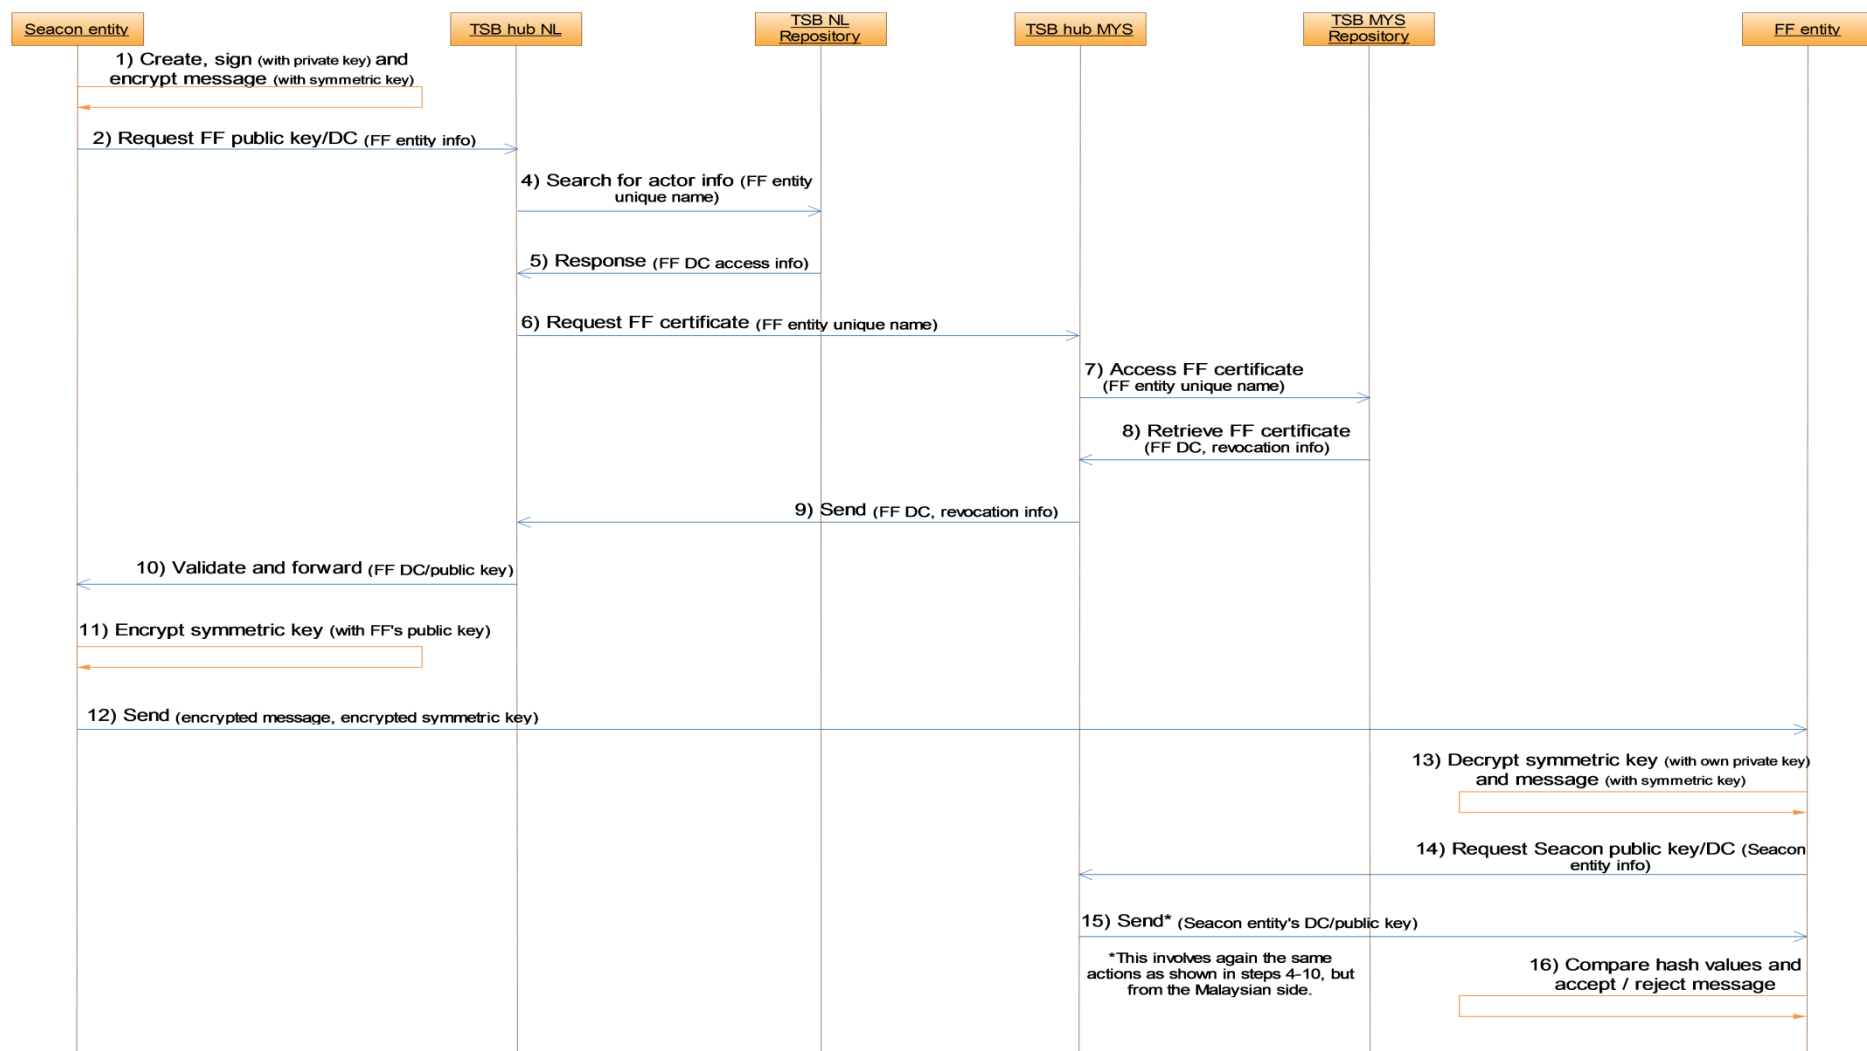 Seacon entity
TSB hub NL
TSB NL
Repository
TSB hub MYS
TSB MYS
Repository
FF entity
1) Create, sign (with private key) and
encrypt message (with symmetric key)
2) Request FF public key/DC (FF entity info)
4) Search for actor info (FF entity
unique name)
5) Response (FF DC access info)
6) Request FF certificate (FF entity unique name)
7) Access FF certificate
(FF entity unique name)
8) Retrieve FF certificate
(FF DC, revocation info)
9) Send (FF DC, revocation info)
10) Validate and forward (FF DC/public key)
11) Encrypt symmetric key (with FF's public key)
12) Send (encrypted message, encrypted symmetric key)
13) Decrypt symmetric key (with own private key)
and message (with symmetric key)
14) Request Seacon public key/DC (Seacon
entity info)
15) Send* (Seacon entity's DC/public key)
*This involves again the same
actions as shown in steps 4-10, but
from the Malaysian side.
16) Compare hash values and
accept / reject message